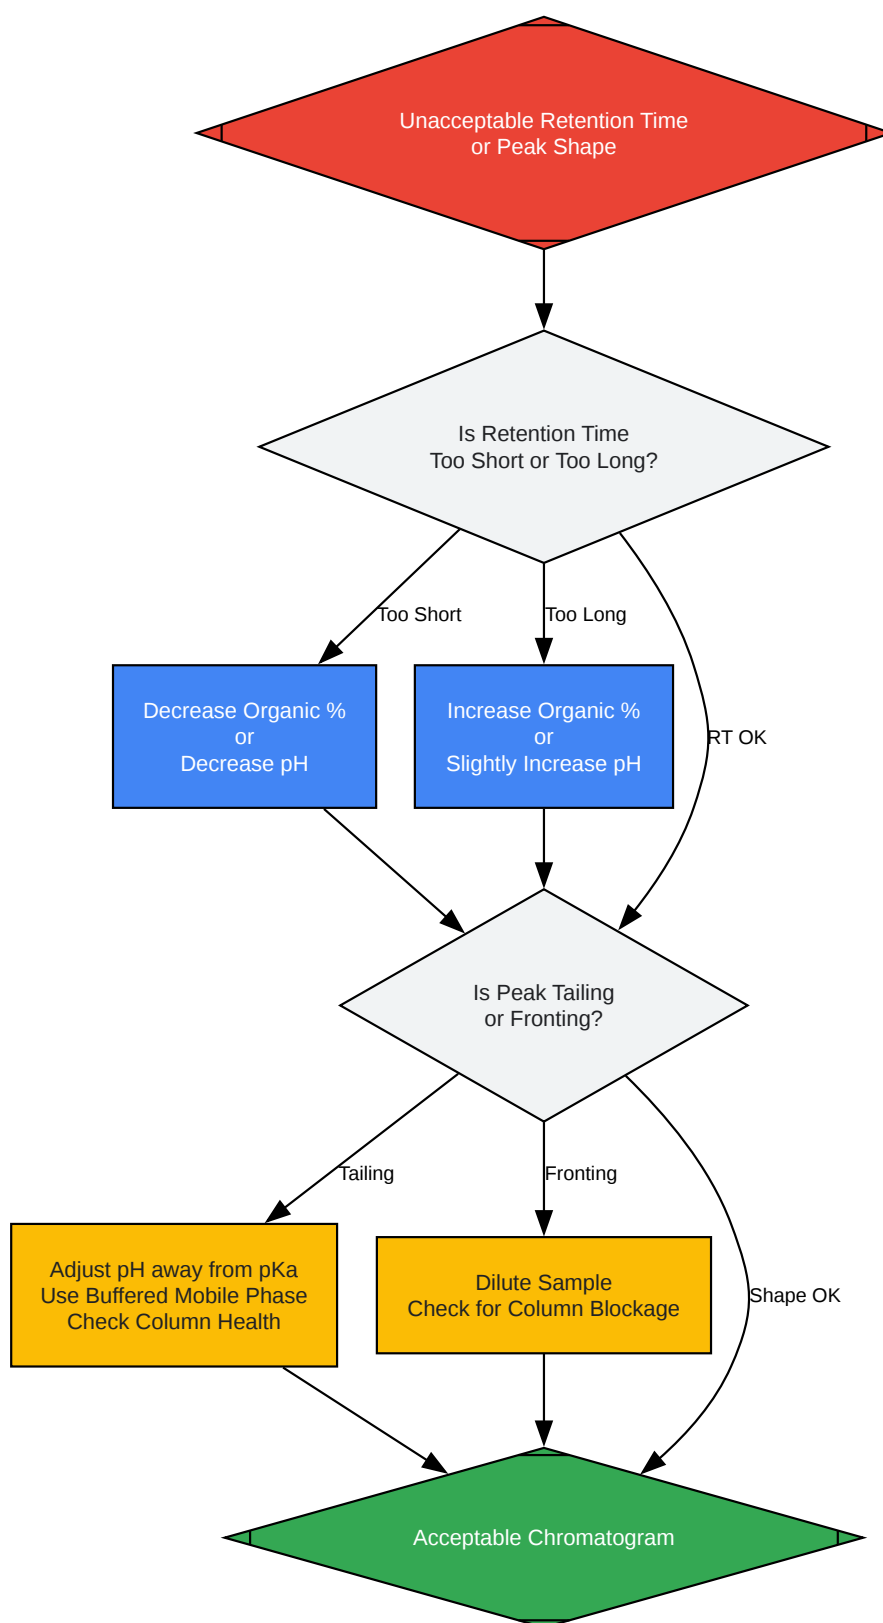 Unacceptable Retention Time
or Peak Shape
Is Retention Time
Too Short or Too Long?
Too Short
Too Long
Decrease Organic %
or
Decrease pH
Increase Organic %
or
Slightly Increase pH
RT OK
Is Peak Tailing
or Fronting?
Tailing
Fronting
Adjust pH away from pKa
Use Buffered Mobile Phase
Check Column Health
Dilute Sample
Check for Column Blockage
Shape OK
Acceptable Chromatogram